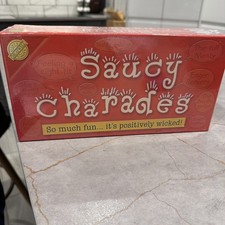 Saucy
Charades
So much fun... it's positively wicked!